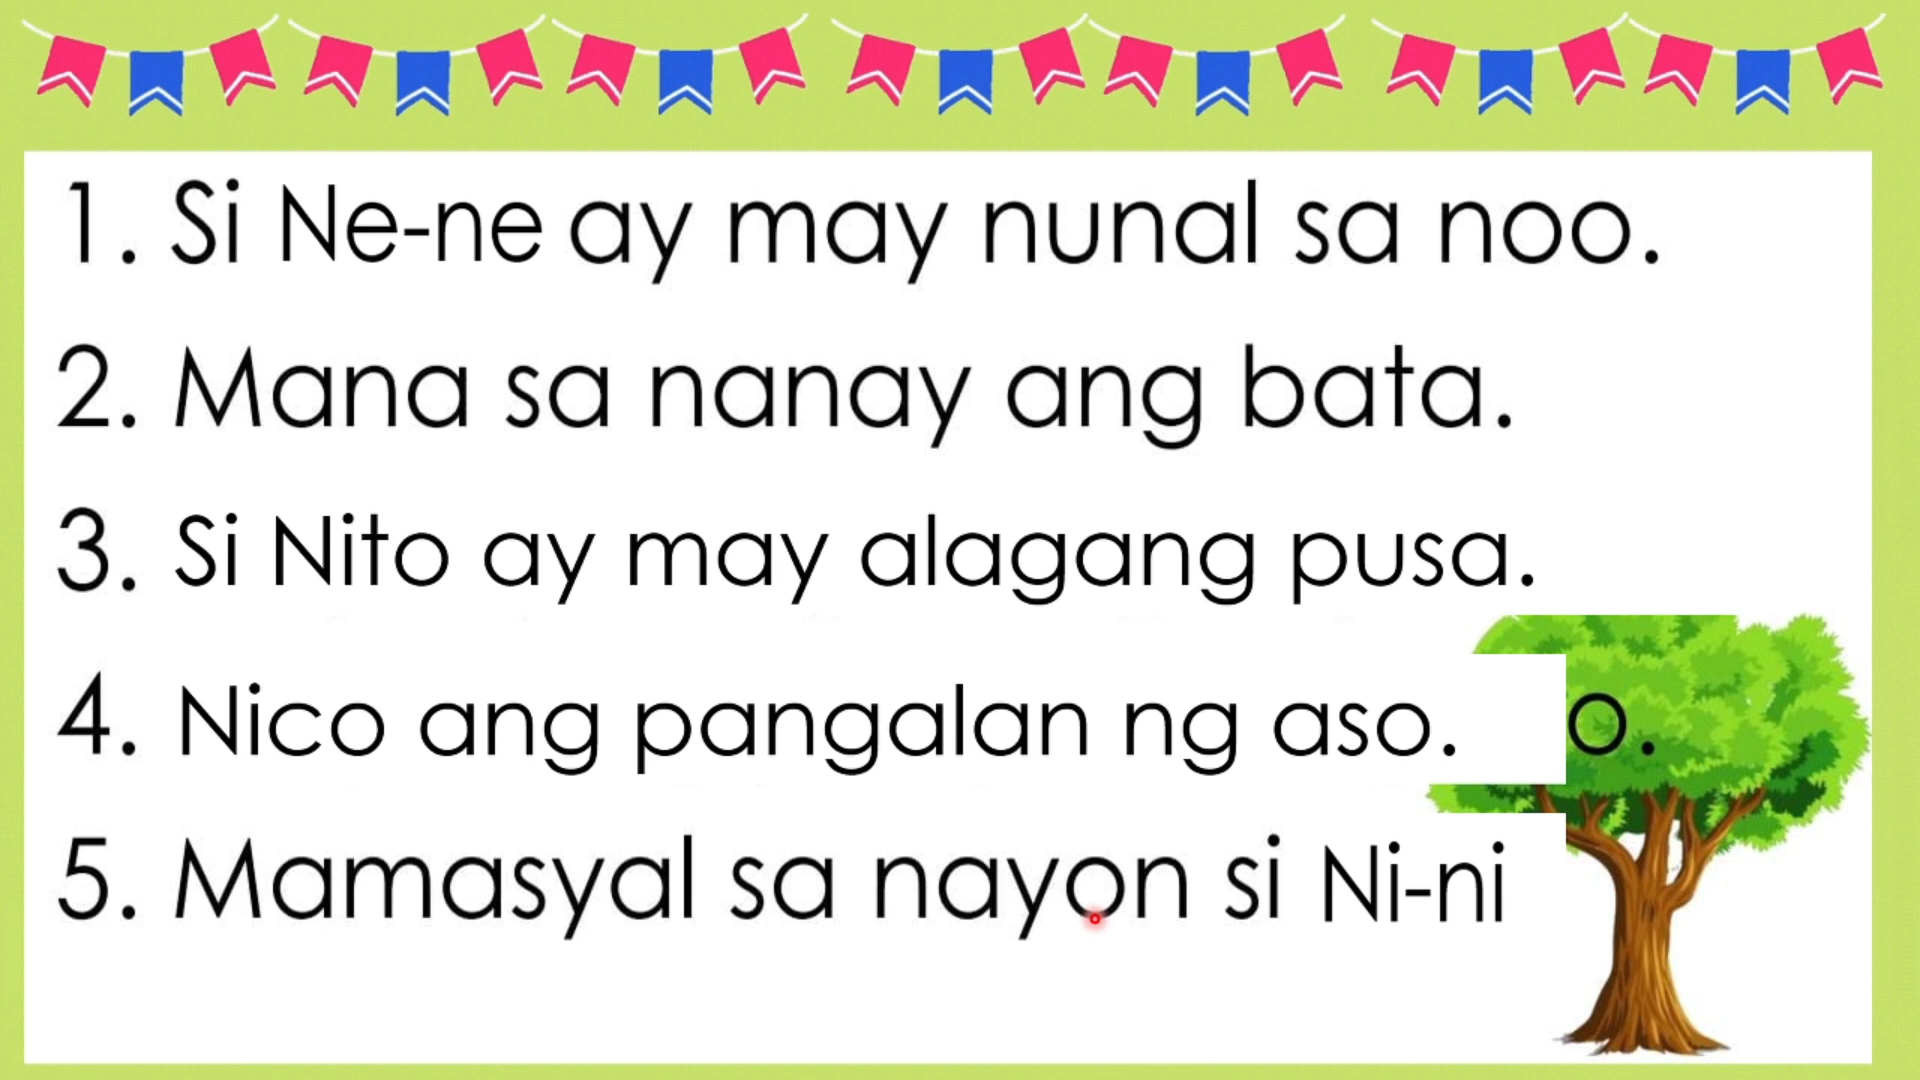 1. Si Ne-ne ay may nunal sa noo.
2. Mana sa nanay ang bata.
3. Si Nito ay may alagang pusa.
4. Nico ang pangalan ng aso. o.
5. Mamasyal sa nayon si Ni-ni